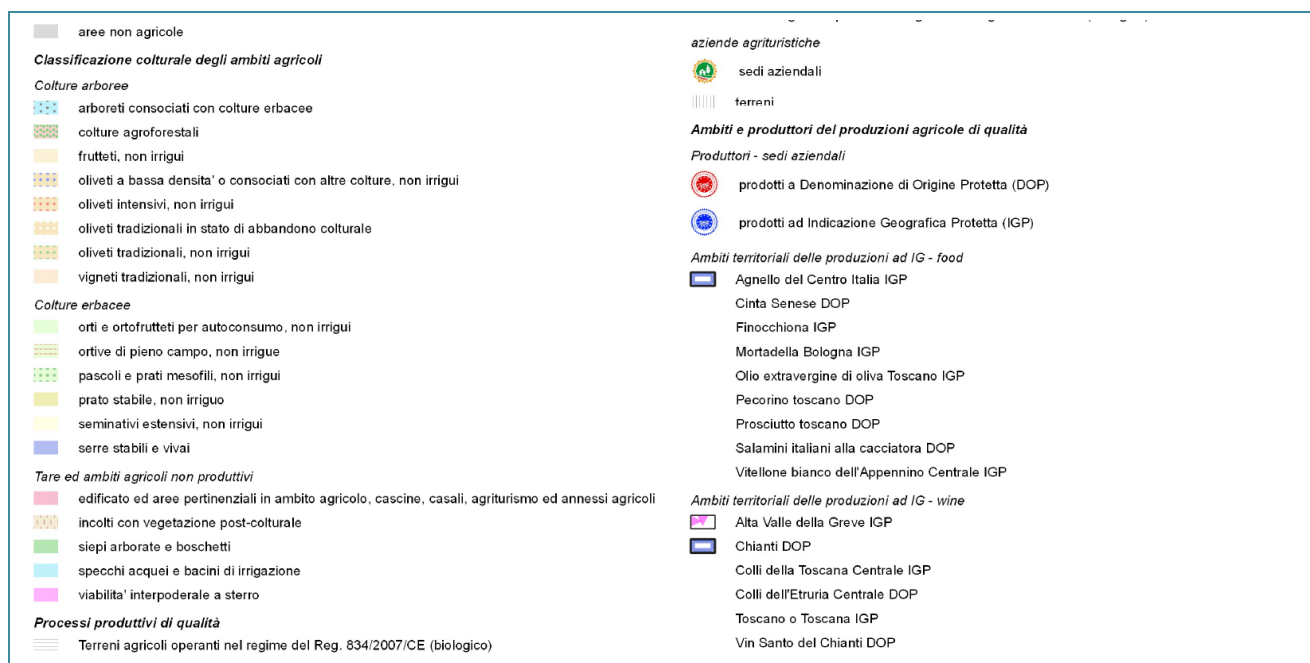 aree non agricole
Classificazione colturale degli ambiti agricoli
Colture arboree
arboreti consociati con colture erbacee
colture agroforestali
frutteti, non irrigui
oliveti a bassa densita' o consociati con altre colture, non irrigui
oliveti intensivi, non irrigui
oliveti tradizionali in stato di abbandono colturale
oliveti tradizionali, non irrigui
vigneti tradizionali, non irrigui
Colture erbacee
orti e ortofrutteti per autoconsumo, non irrigui
ortive di pieno campo, non irrigue
pascoli e prati mesofili, non irrigui
prato stabile, non irriguo
seminativi estensivi, non irrigui
serre stabili e vivai
Tare ed ambiti agricoli non produttivi
edificato ed aree pertinenziali in ambito agricolo, cascine, casali, agriturismo ed annessi agricoli
incolti con vegetazione post-colturale
siepi arborate e boschetti
specchi acquei e bacini di irrigazione
viabilita' interpoderale a sterro
Processi produttivi di qualità
Terreni agricoli operanti nel regime del Reg. 834/2007/CE (biologico)
aziende agrituristiche
sedi aziendali
terreni
Ambiti e produttori del produzioni agricole di qualità
Produttori - sedi aziendali
prodotti a Denominazione di Origine Protetta (DOP)
prodotti ad Indicazione Geografica Protetta (IGP)
Ambiti territoriali delle produzioni ad IG - food
Agnello del Centro Italia IGP
Cinta Senese DOP
Finocchiona IGP
Mortadella Bologna IGP
Olio extravergine di oliva Toscano IGP
Pecorino toscano DOP
Prosciutto toscano DOP
Salamini italiani alla cacciatora DOP
Vitellone bianco dell'Appennino Centrale IGP
Ambiti territoriali delle produzioni ad IG - wine
Alta Valle della Greve IGP
Chianti DOP
Colli della Toscana Centrale IGP
Colli dell'Etruria Centrale DOP
Toscano o Toscana IGP
Vin Santo del Chianti DOP